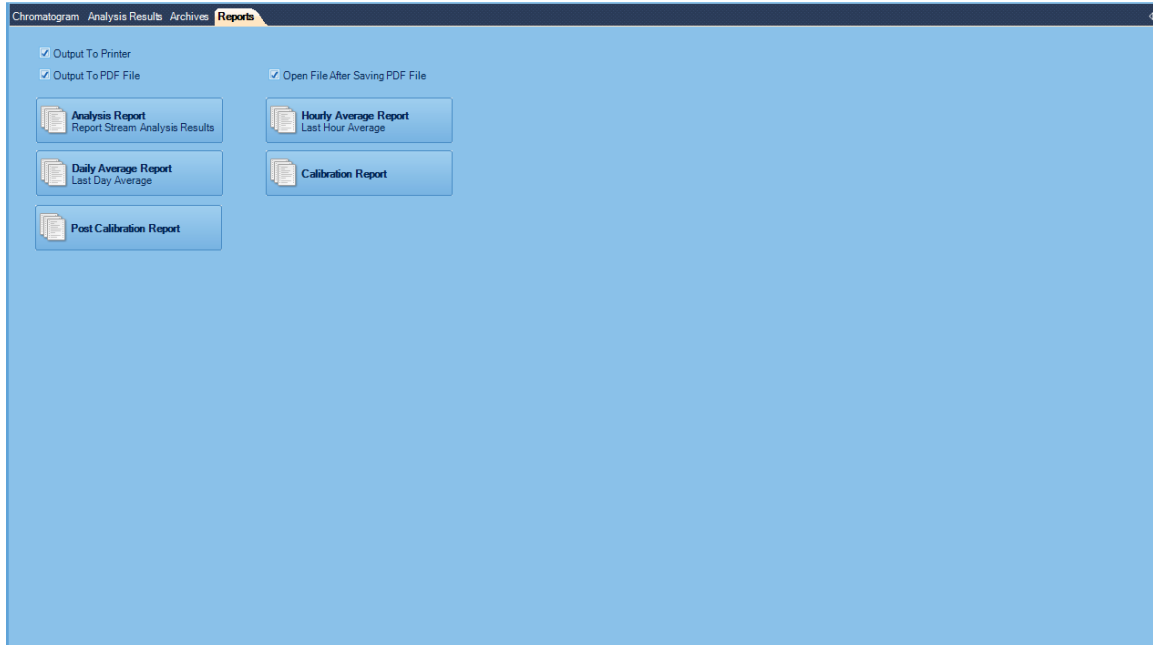 Chromatogram Analysis Results Archives Reports
Output To Printer
Output To PDF File
Open File After Saving PDF File
Analysis Report
Report Stream Analysis Results
Hourly Average Report
Last Hour Average
Daily Average Report
Last Day Average
Calibration Report
Post Calibration Report